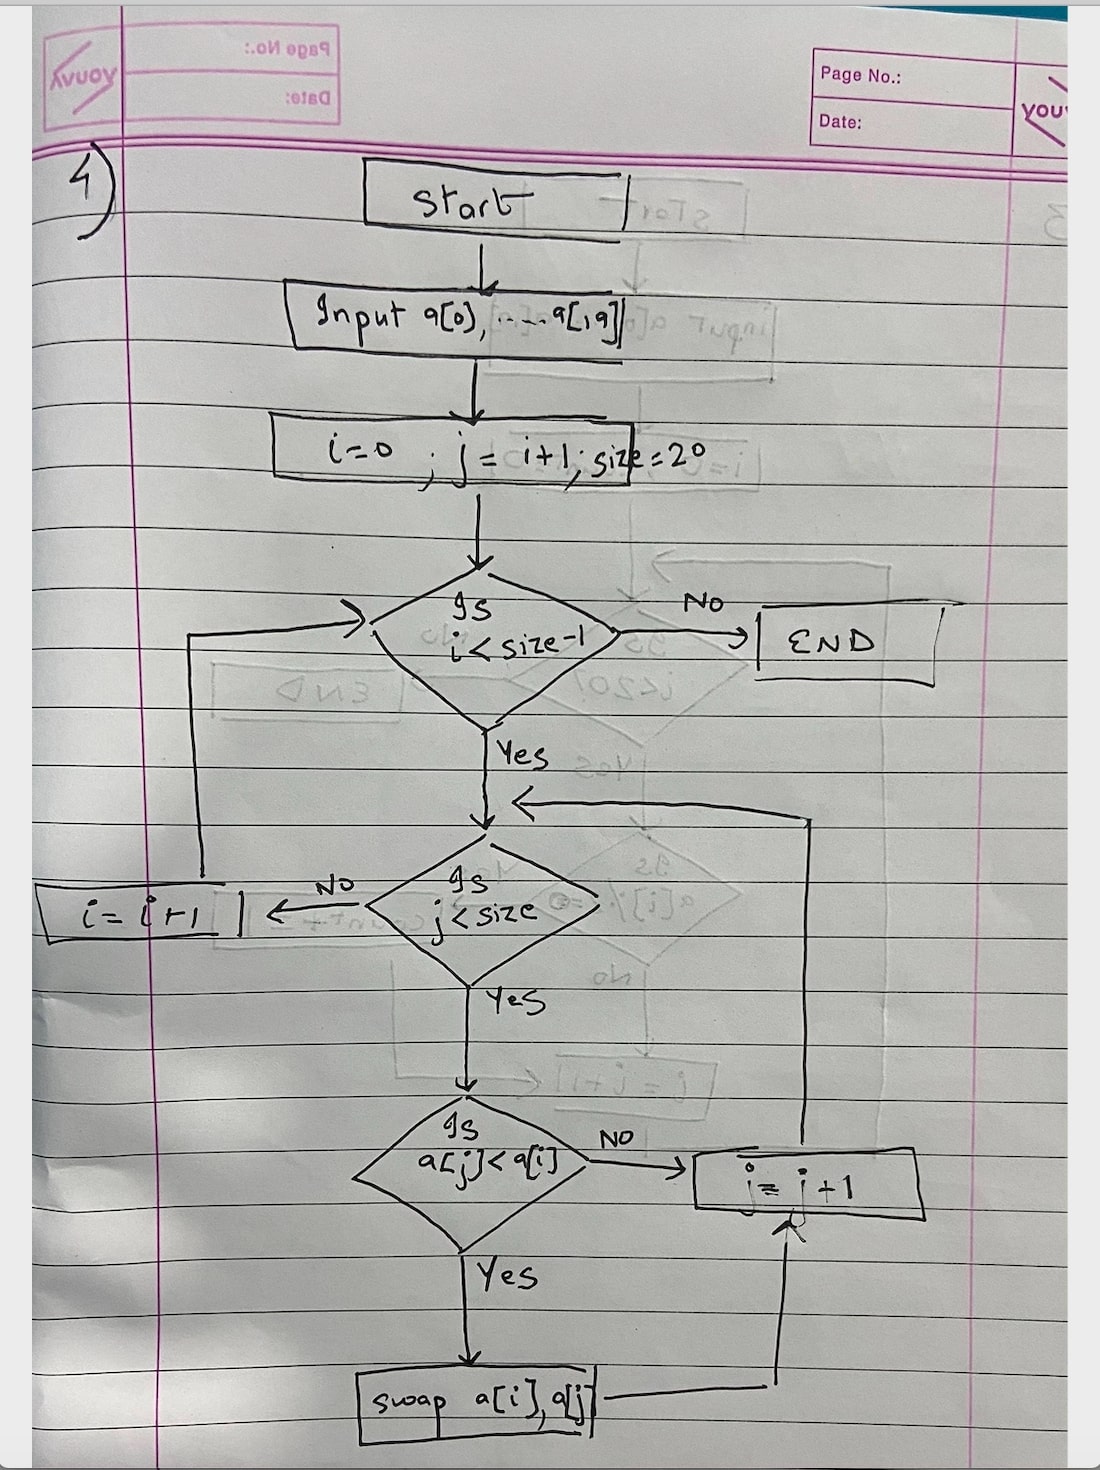 Page No.:
Date:
you
4)
start
Input a[0], ..... a[19]
i=0 ; j = i+1; size=20
Is
i < size-1
No
END
Yes
Is
j < size
NO
i = i+1
Yes
Is
a[j] < a[i]
NO
j = j+1
Yes
swap a[i], a[j]